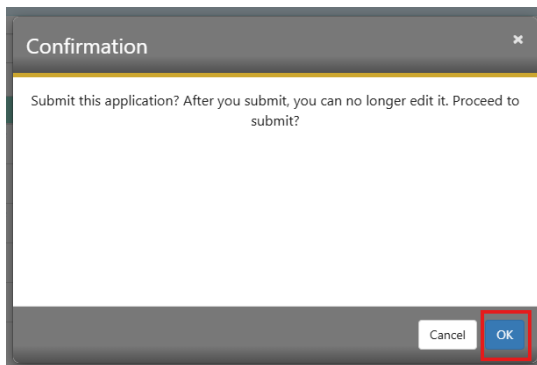 Confirmation ×
Submit this application? After you submit, you can no longer edit it. Proceed to
submit?
Cancel OK